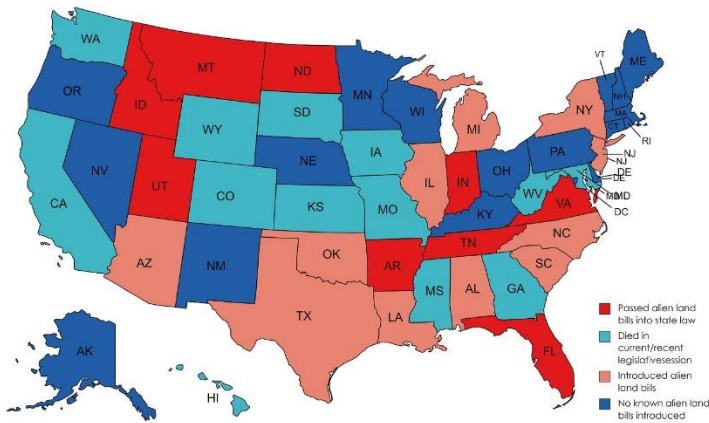 WA
MT
ND
MN
VT
ME
OR
ID
SD
WI
NH
MA
NY
CT
RI
WY
MI
IA
NE
PA
NJ
NJ
NV
UT
IL
IN
OH
DE
DE
CA
CO
KS
MO
WV
MD
VA
DC
KY
AZ
NM
OK
AR
TN
NC
SC
TX
LA
MS
AL
GA
FL
AK
HI
Passed alien land
bills into state law
Died in
current/recent
legislativesession
Introduced alien
land bills
No known alien land
bills introduced